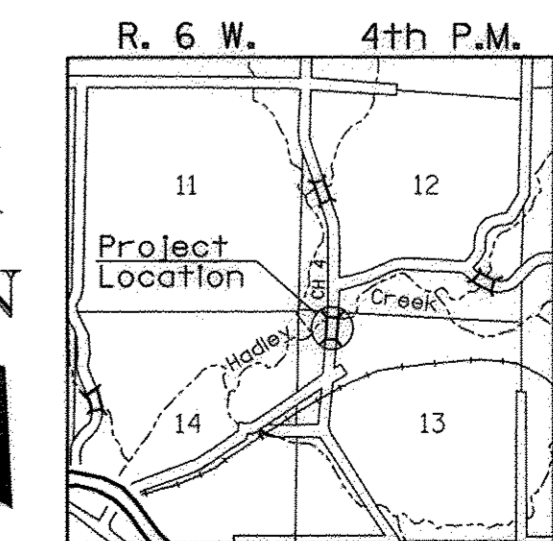 R. 6 W. 4th P.M.
11
12
Project
Location
CH 4
Creek
Hadley
N
14
13